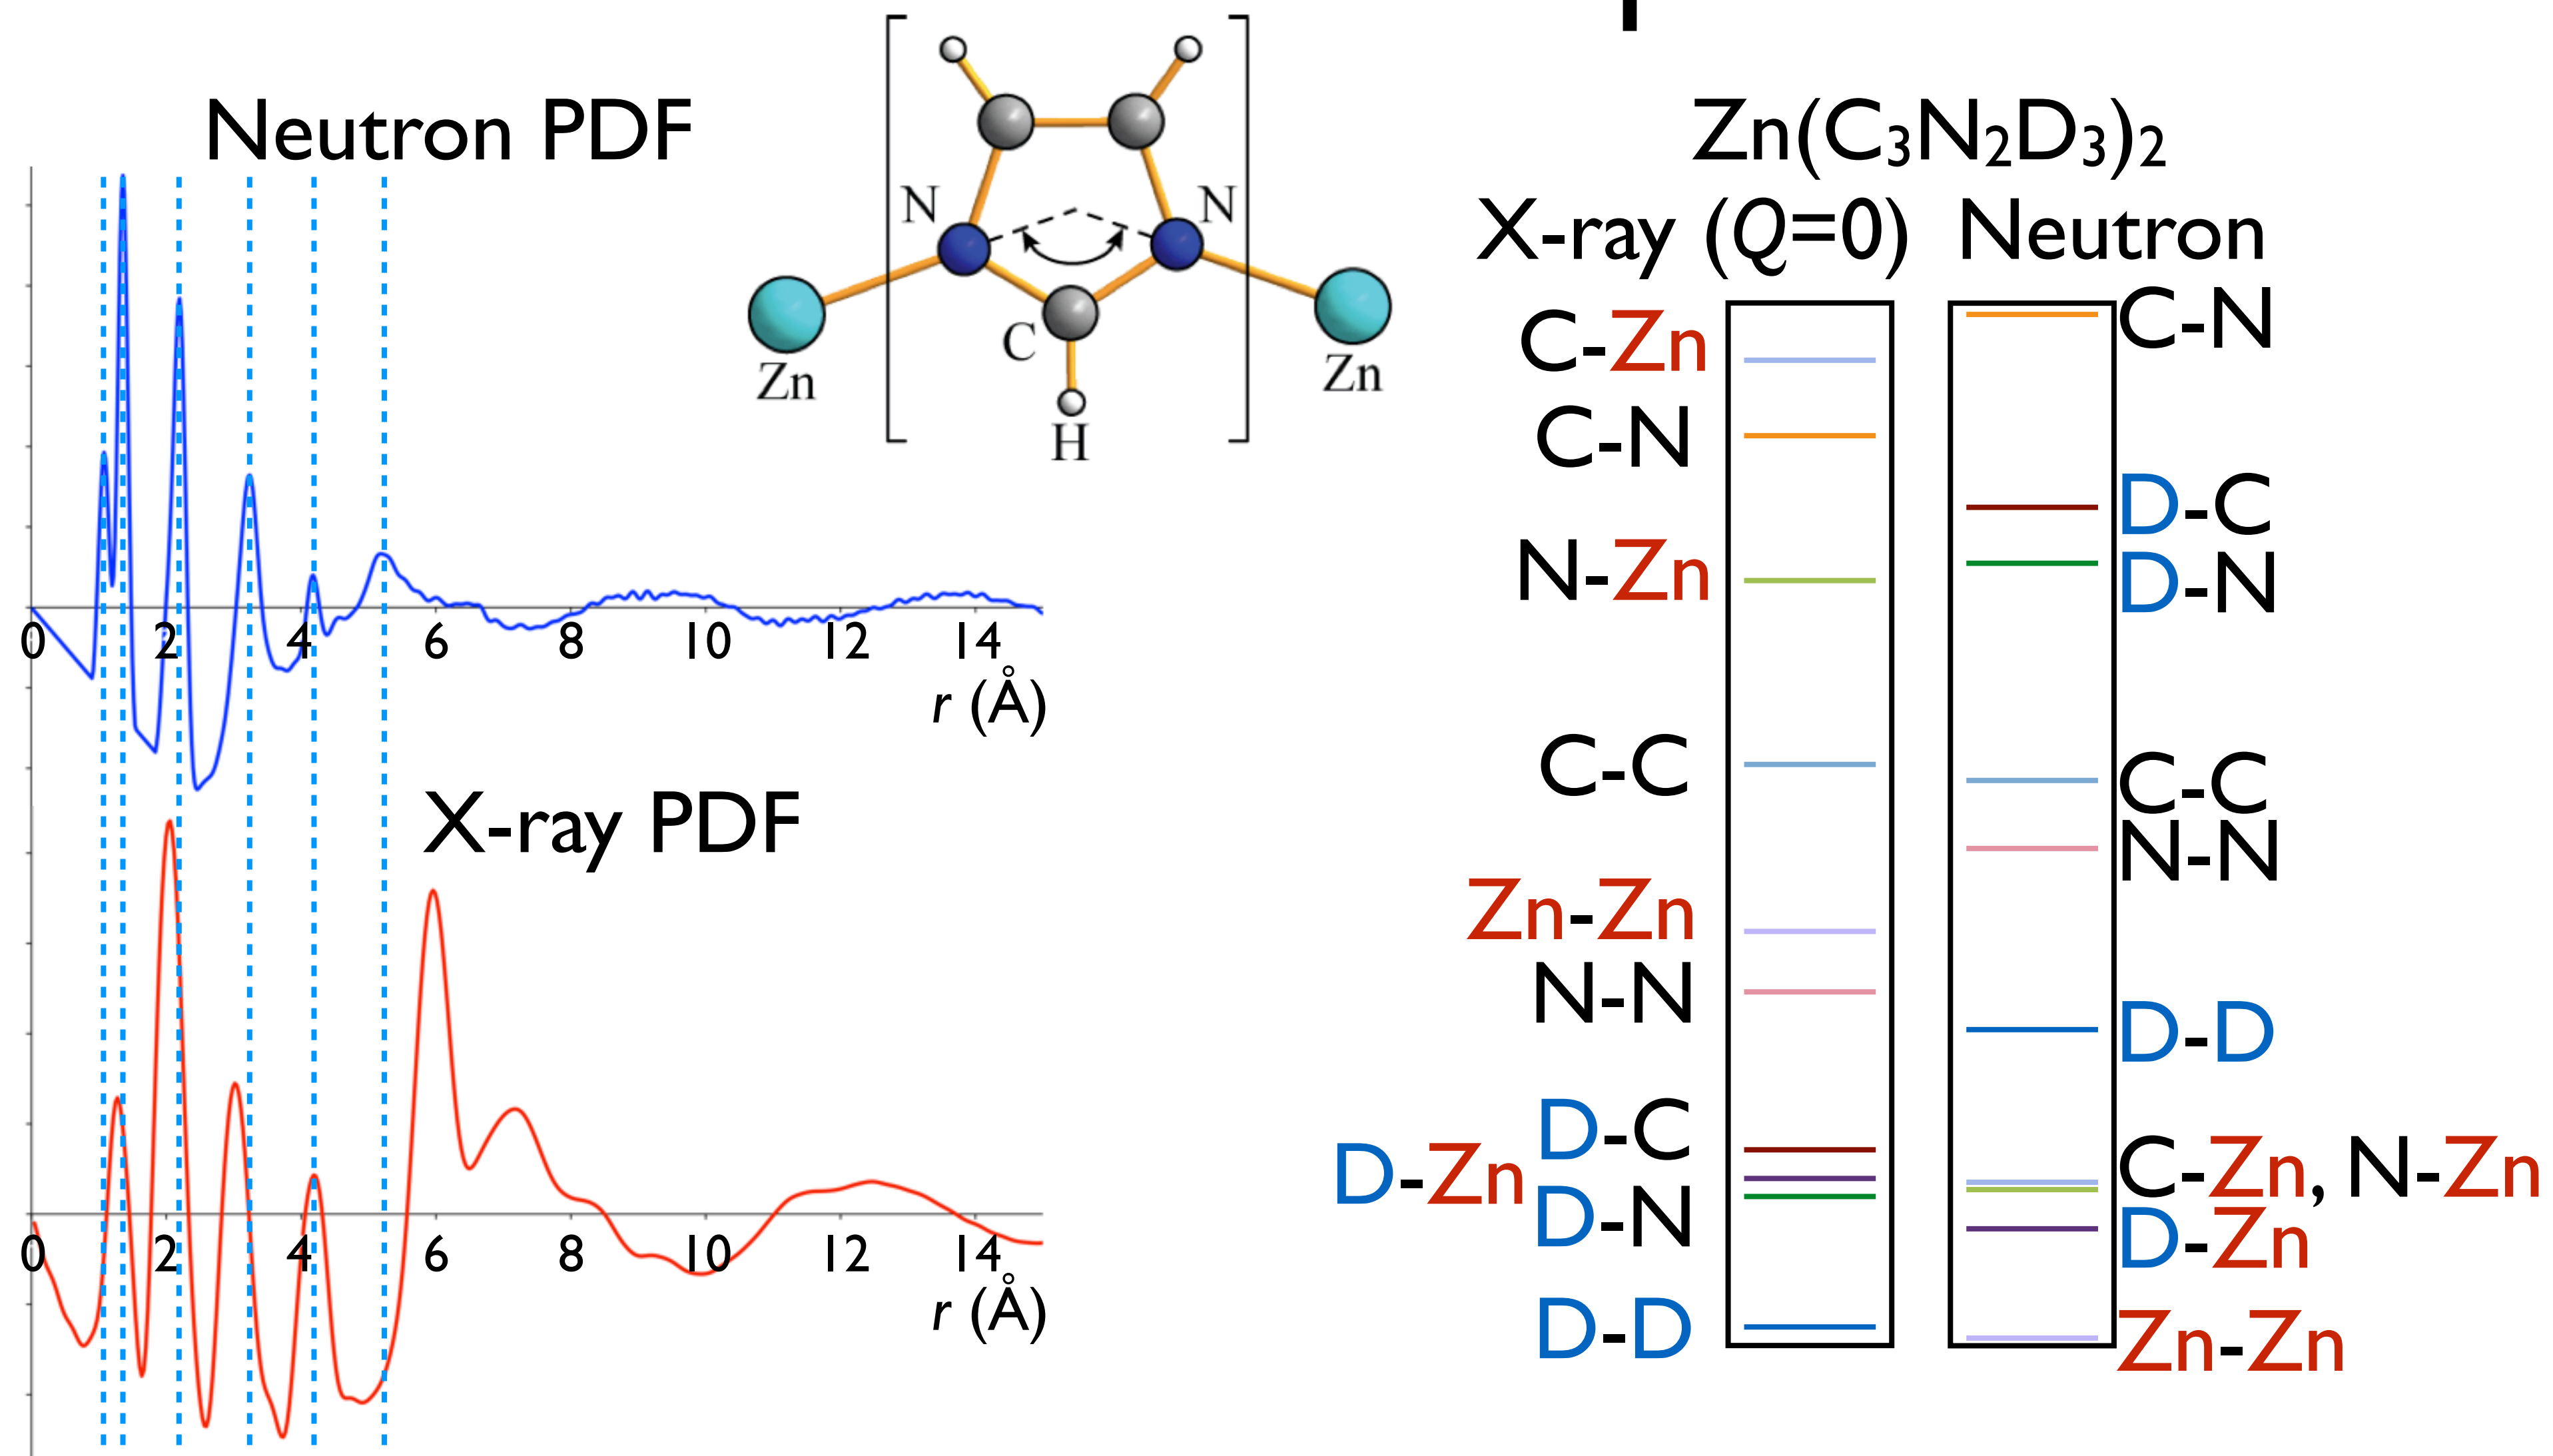 Neutron PDF
0 2 4 6 8 10 12 14
r (Å)
X-ray PDF
0 2 4 6 8 10 12 14
r (Å)
N
N
Zn
C
Zn
H
Zn(C₃N₂D₃)₂
X-ray (Q=0)
Neutron
C-Zn
C-N
N-Zn
C-C
Zn-Zn
N-N
D-C
D-Zn
D-N
D-D
C-N
D-C
D-N
C-C
N-N
D-D
C-Zn, N-Zn
D-Zn
Zn-Zn